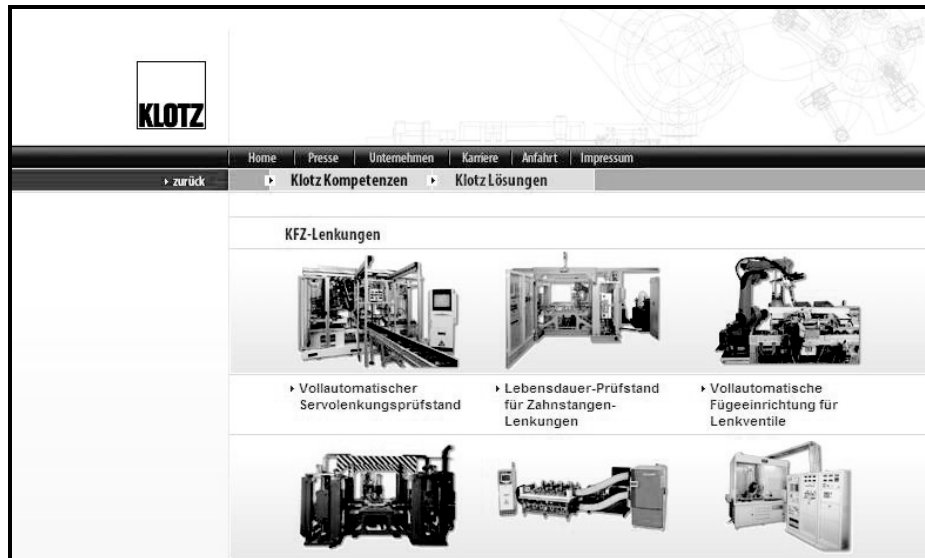 KLOTZ
Home Presse Unternehmen Karriere Anfahrt Impressum
zurück Klotz Kompetenzen Klotz Lösungen
KFZ-Lenkungen
Vollautomatischer
Servolenkungsprüfstand
Lebensdauer-Prüfstand
für Zahnstangen-
Lenkungen
Vollautomatische
Fügeeinrichtung für
Lenkventile